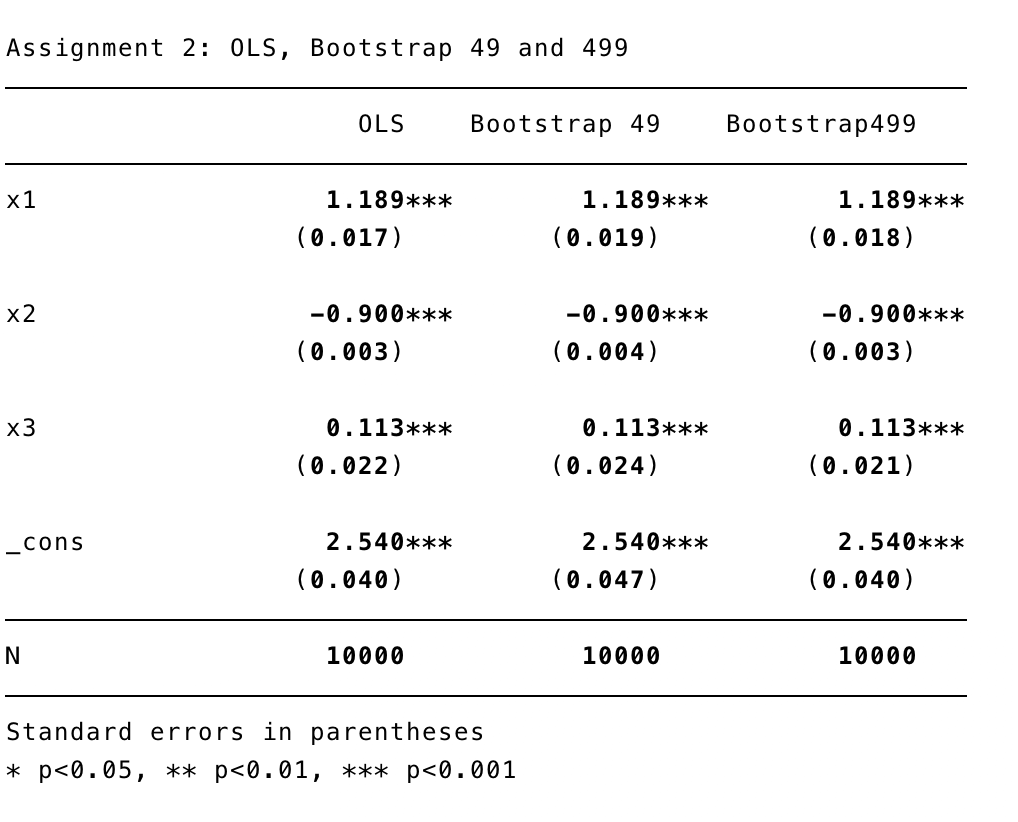 Assignment 2: OLS, Bootstrap 49 and 499
OLS Bootstrap 49 Bootstrap499
x1 1.189*** 1.189*** 1.189***
(0.017) (0.019) (0.018)
x2 -0.900*** -0.900*** -0.900***
(0.003) (0.004) (0.003)
x3 0.113*** 0.113*** 0.113***
(0.022) (0.024) (0.021)
_cons 2.540*** 2.540*** 2.540***
(0.040) (0.047) (0.040)
N 10000 10000 10000
Standard errors in parentheses
* p<0.05, ** p<0.01, *** p<0.001